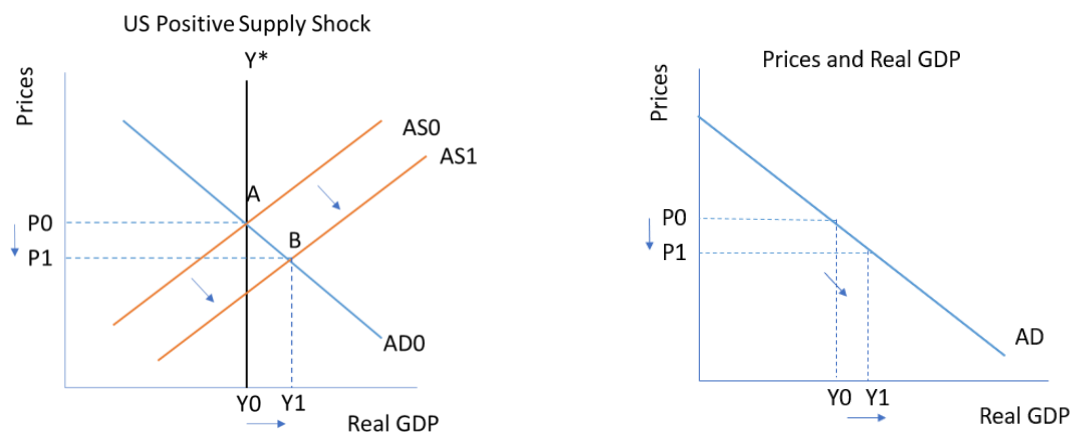 US Positive Supply Shock
Y*
Prices
AS0
AS1
A
P0
B
P1
AD0
Y0
Y1
Real GDP
Prices and Real GDP
Prices
P0
P1
AD
Y0
Y1
Real GDP